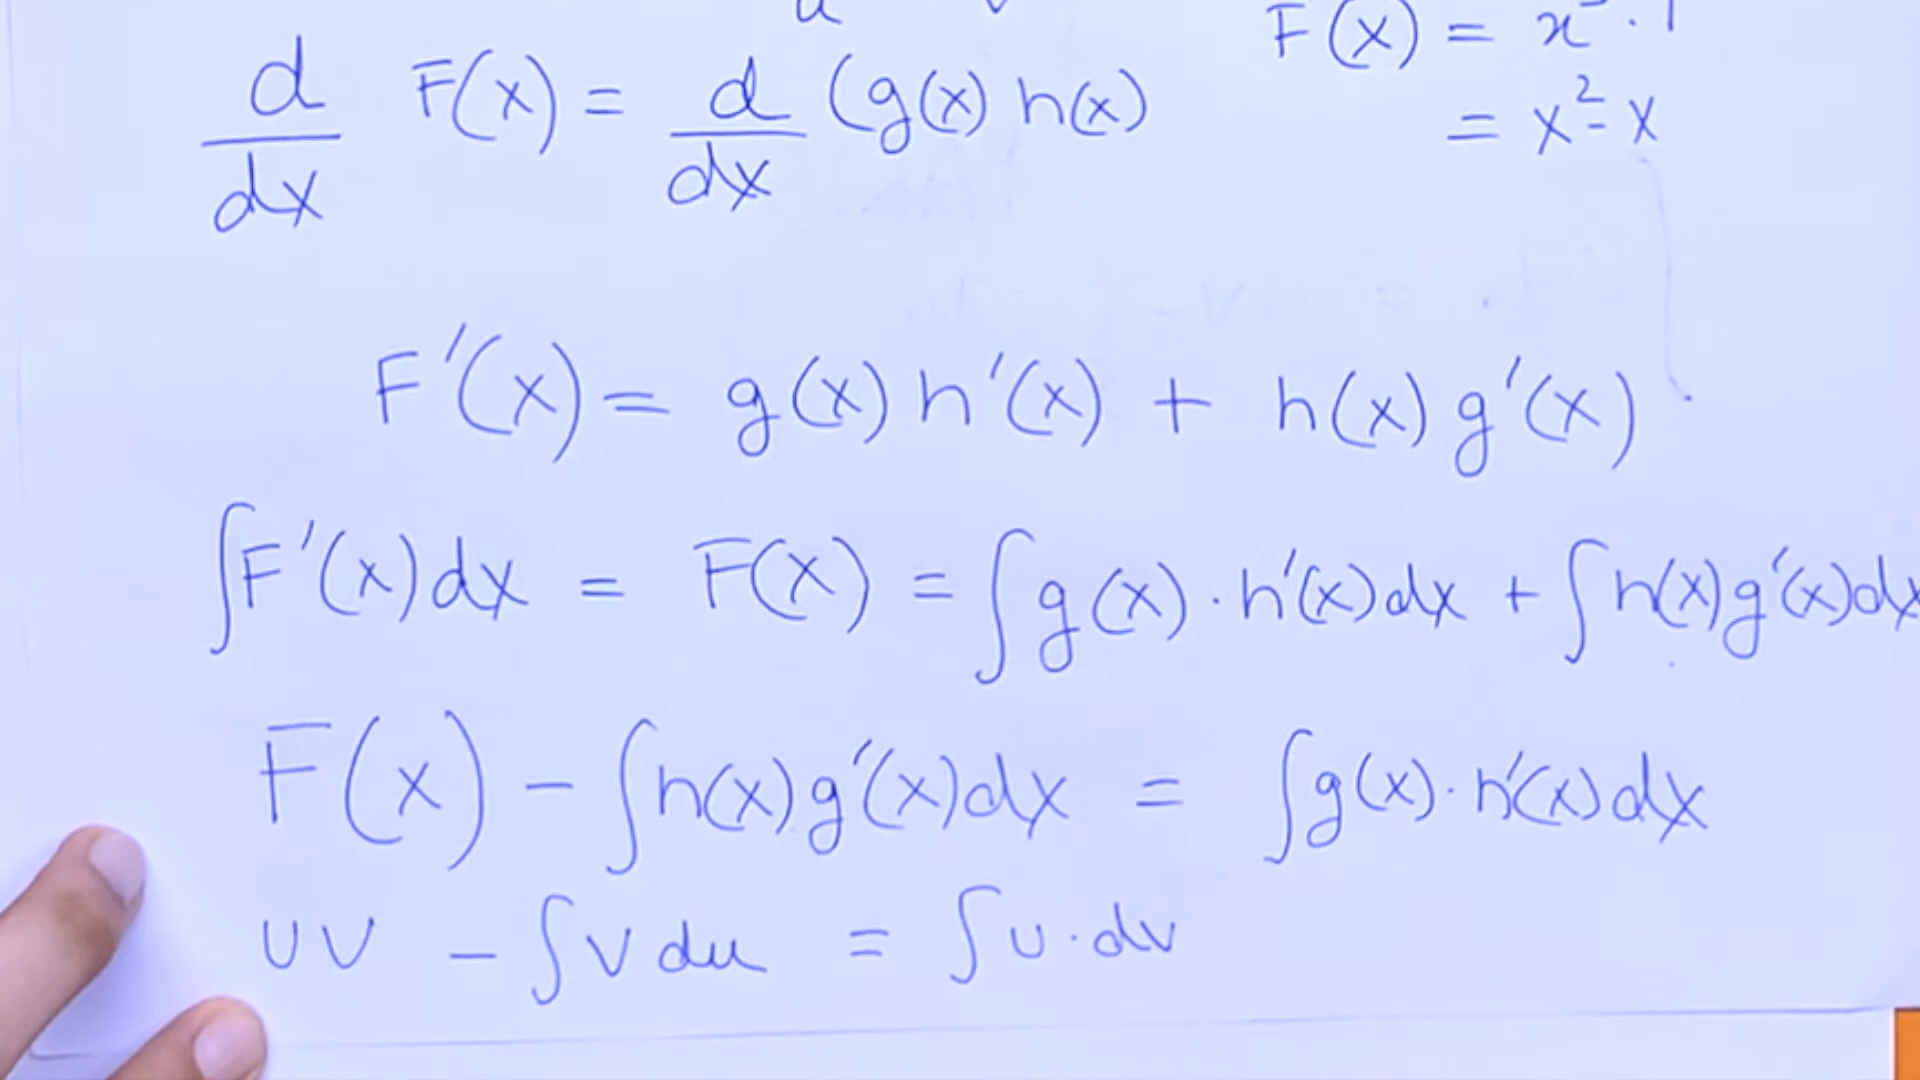 u v
F(x) =
d/dx F(x) = d/dx (g(x) h(x)
= x² - x
F'(x) = g(x) h'(x) + h(x) g'(x) .
∫F'(x)dx = F(x) = ∫g(x) · h'(x)dx + ∫h(x)g'(x)dx
F(x) - ∫h(x)g'(x)dx = ∫g(x) · h'(x)dx
uv - ∫v du = ∫u · dv